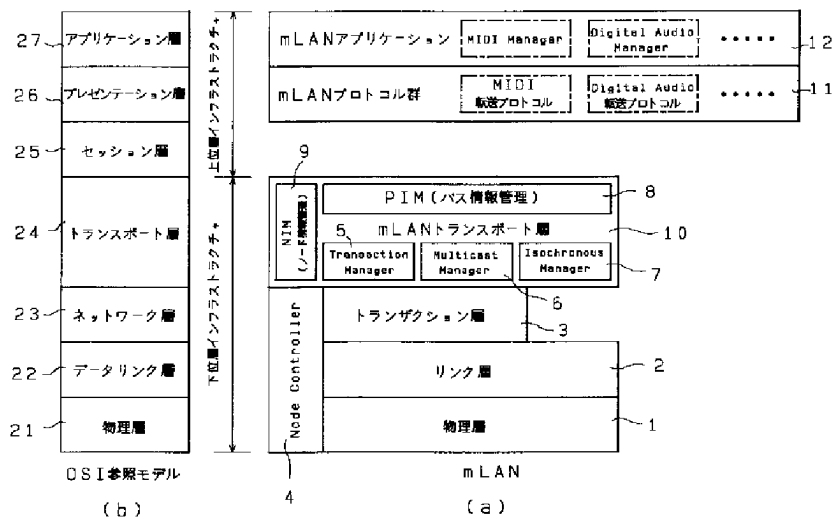 27
アプリケーション層
26
プレゼンテーション層
25
セッション層
24
トランスポート層
23
ネットワーク層
22
データリンク層
21
物理層
OSI参照モデル
(b)
上位層インフラストラクチャ
下位層インフラストラクチャ
mLANアプリケーション
MIDI Manager
Digital Audio
Manager
•••••
12
mLANプロトコル群
MIDI
転送プロトコル
Digital Audio
転送プロトコル
•••••
11
9
NIM
(ノード情報管理)
PIM(パス情報管理)
8
mLANトランスポート層
10
5
Transaction
Manager
Multicast
Manager
6
Isochronous
Manager
7
Node Controller
4
トランザクション層
3
リンク層
2
物理層
1
mLAN
(a)